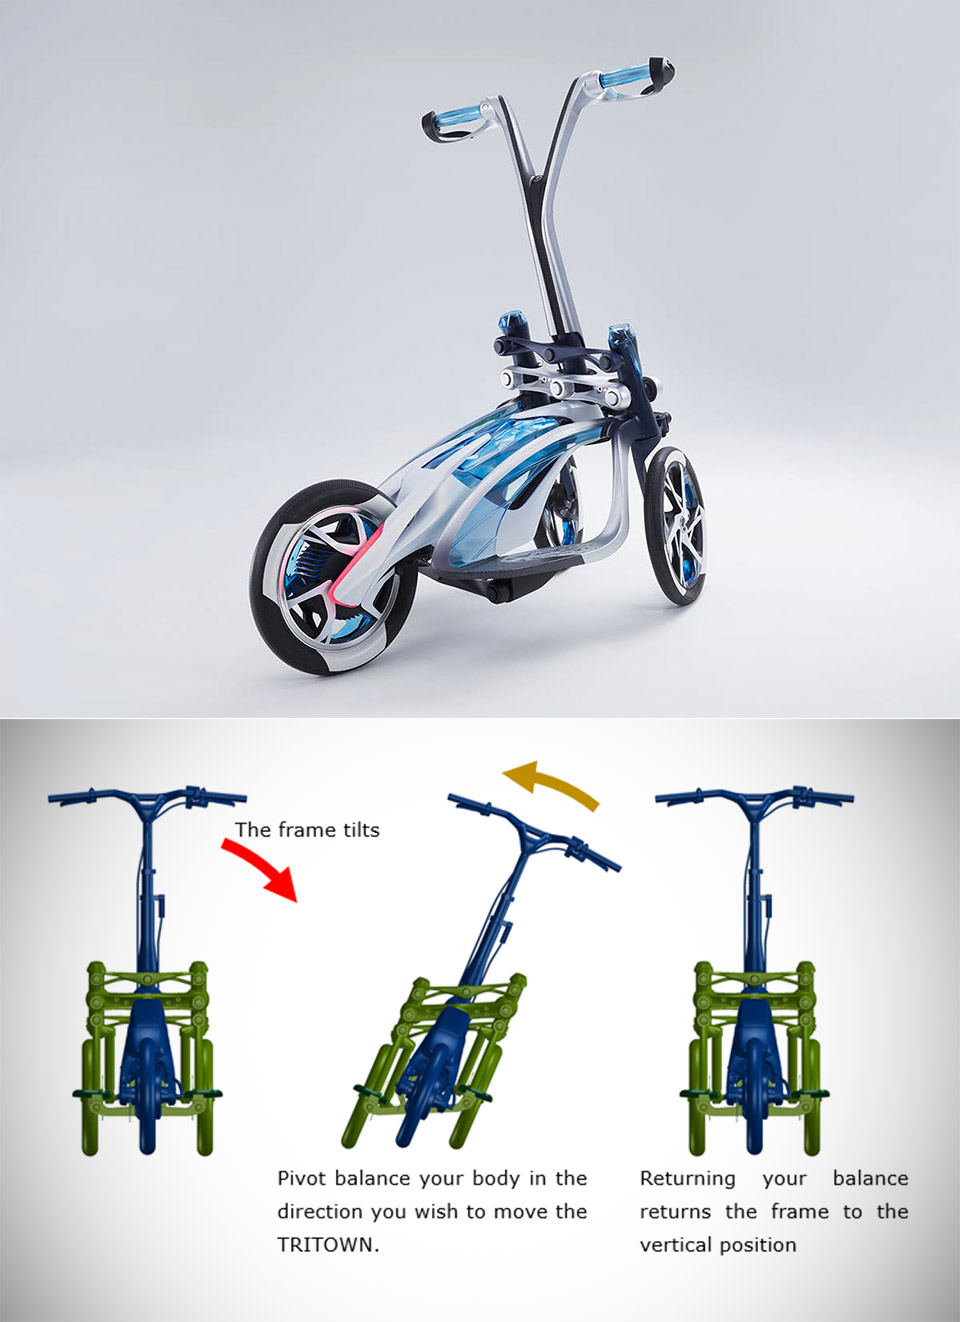 The frame tilts
Pivot balance your body in the
direction you wish to move the
TRITOWN.
Returning your balance
returns the frame to the
vertical position